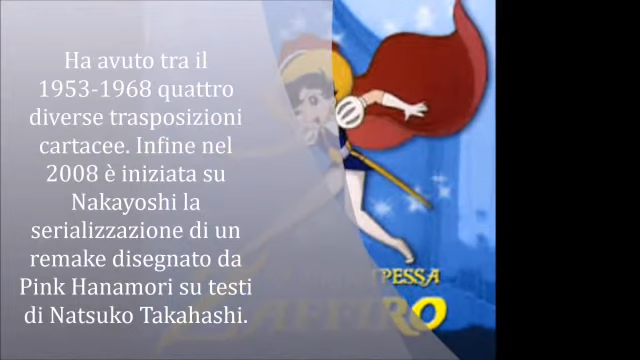 Ha avuto tra il
1953-1968 quattro
diverse trasposizioni
cartacee. Infine nel
2008 è iniziata su
Nakayoshi la
serializzazione di un
remake disegnato da
Pink Hanamori su testi
di Natsuko Takahashi.
ZAFFIRO